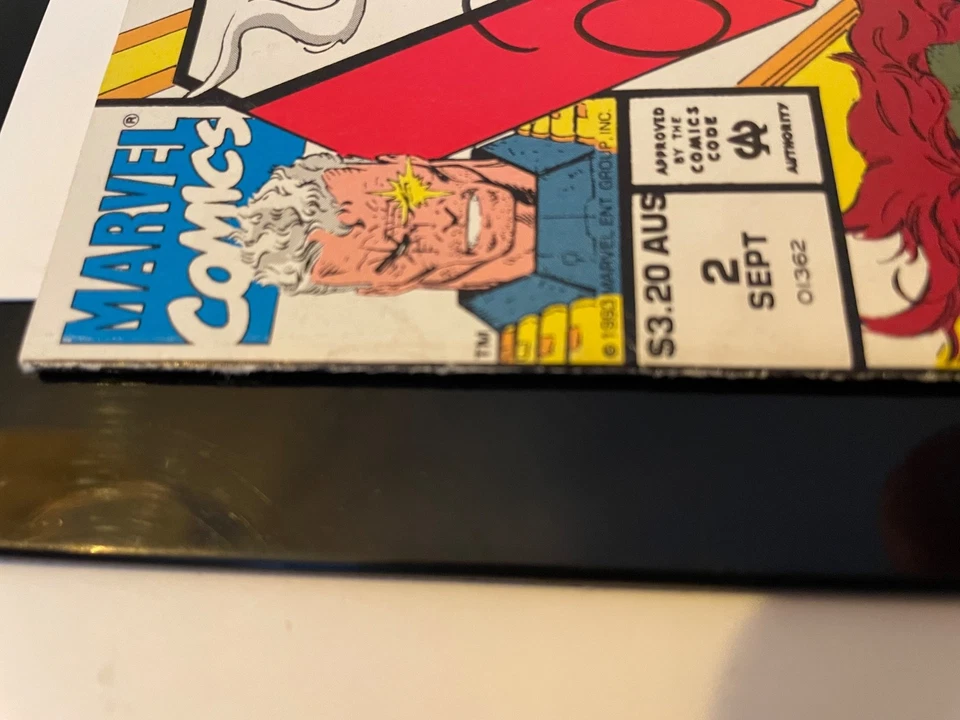 MARVEL®
COMICS
TM
© 1993 MARVEL ENT. GROUP, INC.
APPROVED
BY THE
COMICS
CODE
CA
AUTHORITY
$3.20 AUS
2
SEPT
01362